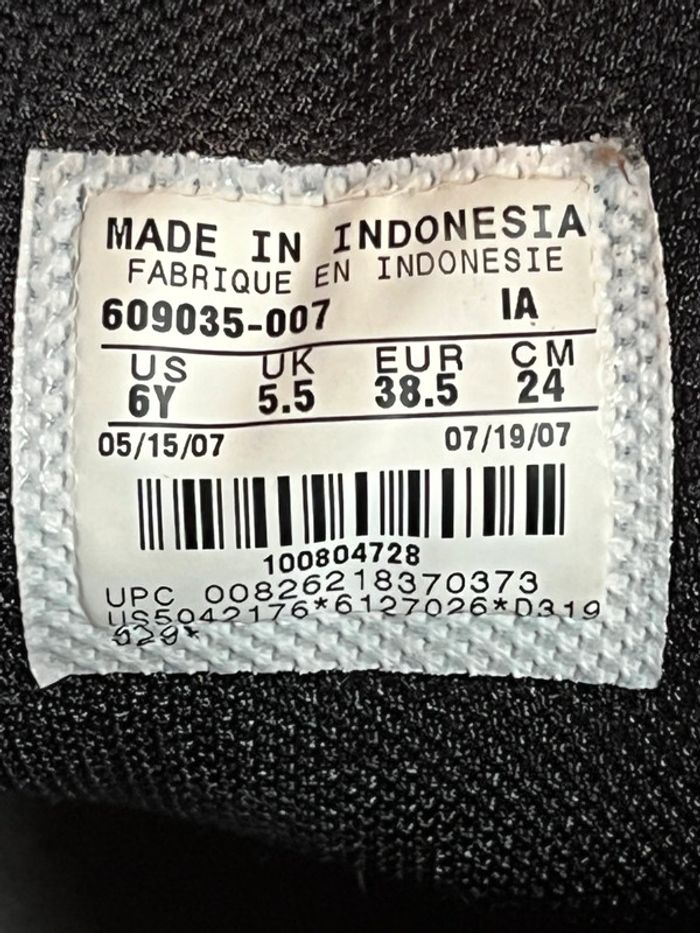 MADE IN INDONESIA
FABRIQUE EN INDONESIE
609035-007 IA
US UK EUR CM
6Y 5.5 38.5 24
05/15/07 07/19/07
100804728
UPC 00826218370373
US5042176*6127026*D319
929*